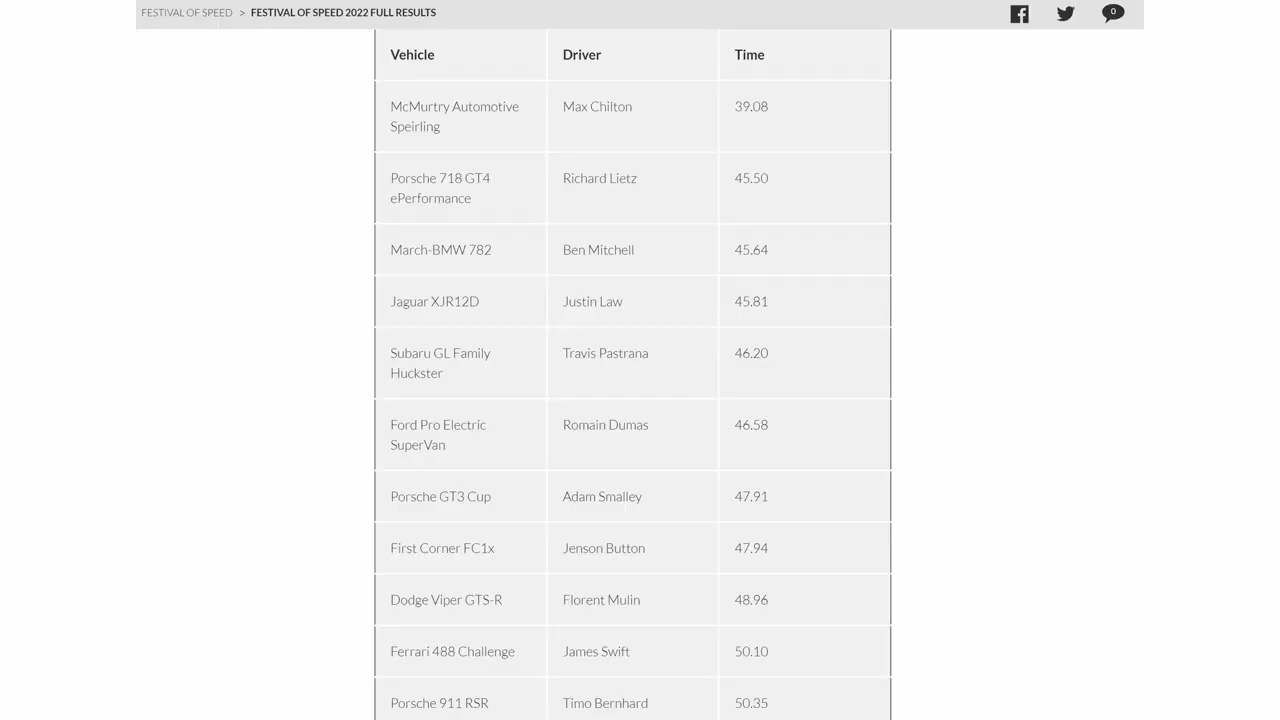 FESTIVAL OF SPEED > FESTIVAL OF SPEED 2022 FULL RESULTS 0
Vehicle Driver Time
McMurtry Automotive Max Chilton 39.08
Speirling
Porsche 718 GT4 Richard Lietz 45.50
ePerformance
March-BMW 782 Ben Mitchell 45.64
Jaguar XJR12D Justin Law 45.81
Subaru GL Family Travis Pastrana 46.20
Huckster
Ford Pro Electric Romain Dumas 46.58
SuperVan
Porsche GT3 Cup Adam Smalley 47.91
First Corner FC1x Jenson Button 47.94
Dodge Viper GTS-R Florent Mulin 48.96
Ferrari 488 Challenge James Swift 50.10
Porsche 911 RSR Timo Bernhard 50.35